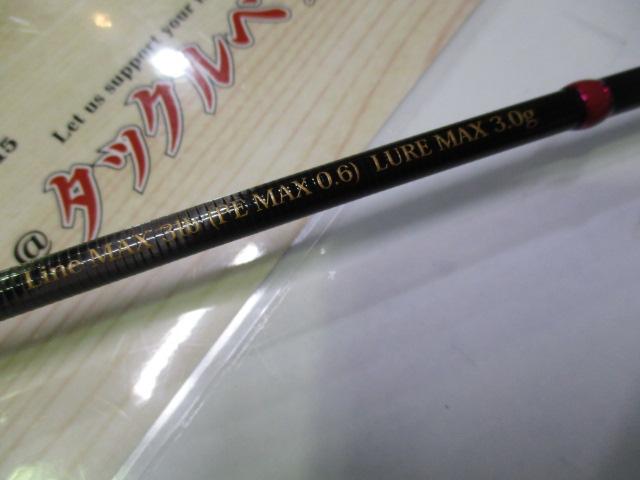 Let us support your
@タックルベ
15
Line MAX 3lb (PE MAX 0.6) LURE MAX 3.0g